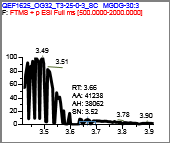 QEF1625_OG32_T3-25-0-3_SC MGDG-30:3
F: FTMS + p ESI Full ms [500.0000-2000.0000]
3.49
3.51
100
80
60
40
20
0
RT: 3.66
AA: 41238
AH: 38062
SN: 3.52
3.78
3.90
3.5
3.6
3.7
3.8
3.9